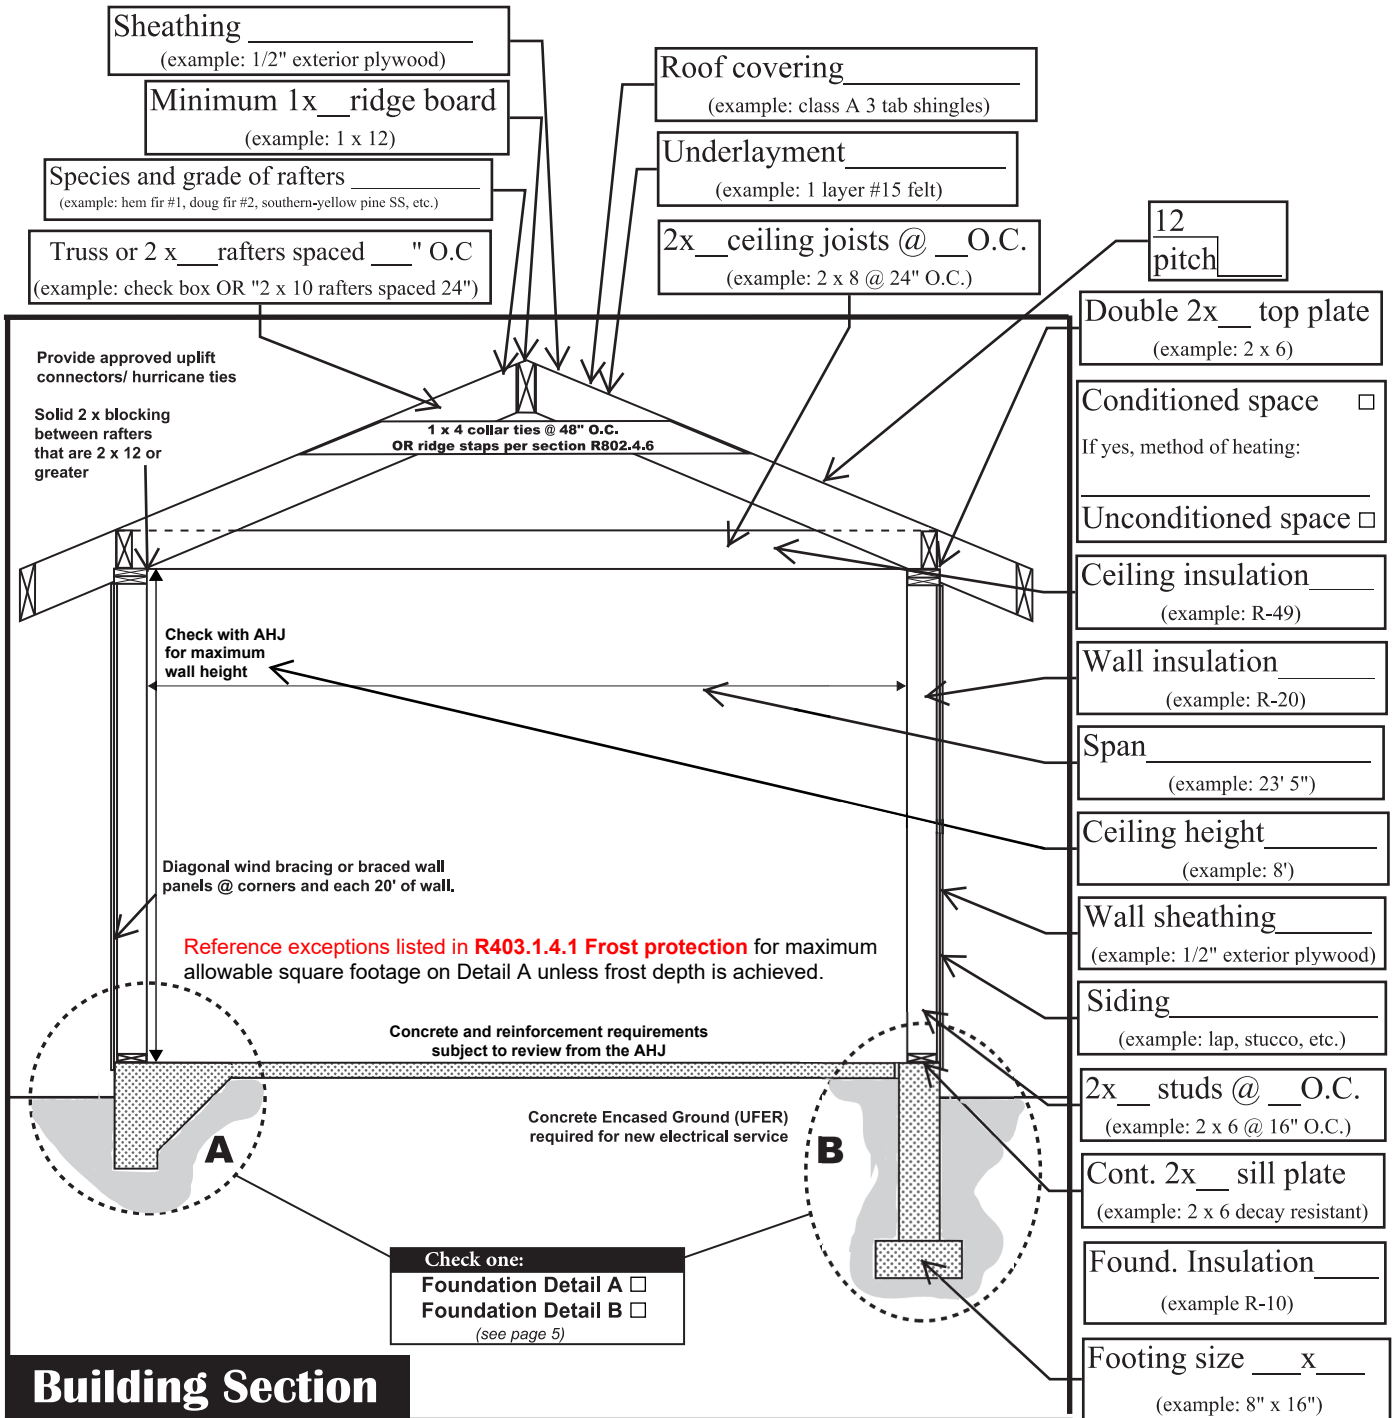 Sheathing
(example: 1/2" exterior plywood)
Minimum 1x__ridge board
(example: 1 x 12)
Species and grade of rafters
(example: hem fir #1, doug fir #2, southern-yellow pine SS, etc.)
Truss or 2 x___rafters spaced ___" O.C
(example: check box OR "2 x 10 rafters spaced 24")
Roof covering
(example: class A 3 tab shingles)
Underlayment
(example: 1 layer #15 felt)
2x__ceiling joists @ __O.C.
(example: 2 x 8 @ 24" O.C.)
12
pitch
Double 2x__ top plate
(example: 2 x 6)
Conditioned space ☐
If yes, method of heating:
Unconditioned space ☐
Ceiling insulation
(example: R-49)
Wall insulation
(example: R-20)
Span
(example: 23' 5")
Ceiling height
(example: 8')
Wall sheathing
(example: 1/2" exterior plywood)
Siding
(example: lap, stucco, etc.)
2x__ studs @ __O.C.
(example: 2 x 6 @ 16" O.C.)
Cont. 2x__ sill plate
(example: 2 x 6 decay resistant)
Found. Insulation
(example R-10)
Footing size ___x___
(example: 8" x 16")
Provide approved uplift
connectors/ hurricane ties
Solid 2 x blocking
between rafters
that are 2 x 12 or
greater
1 x 4 collar ties @ 48" O.C.
OR ridge staps per section R802.4.6
Check with AHJ
for maximum
wall height
Diagonal wind bracing or braced wall
panels @ corners and each 20' of wall.
Reference exceptions listed in R403.1.4.1 Frost protection for maximum
allowable square footage on Detail A unless frost depth is achieved.
Concrete and reinforcement requirements
subject to review from the AHJ
Concrete Encased Ground (UFER)
required for new electrical service
A
B
Check one:
Foundation Detail A ☐
Foundation Detail B ☐
(see page 5)
Building Section